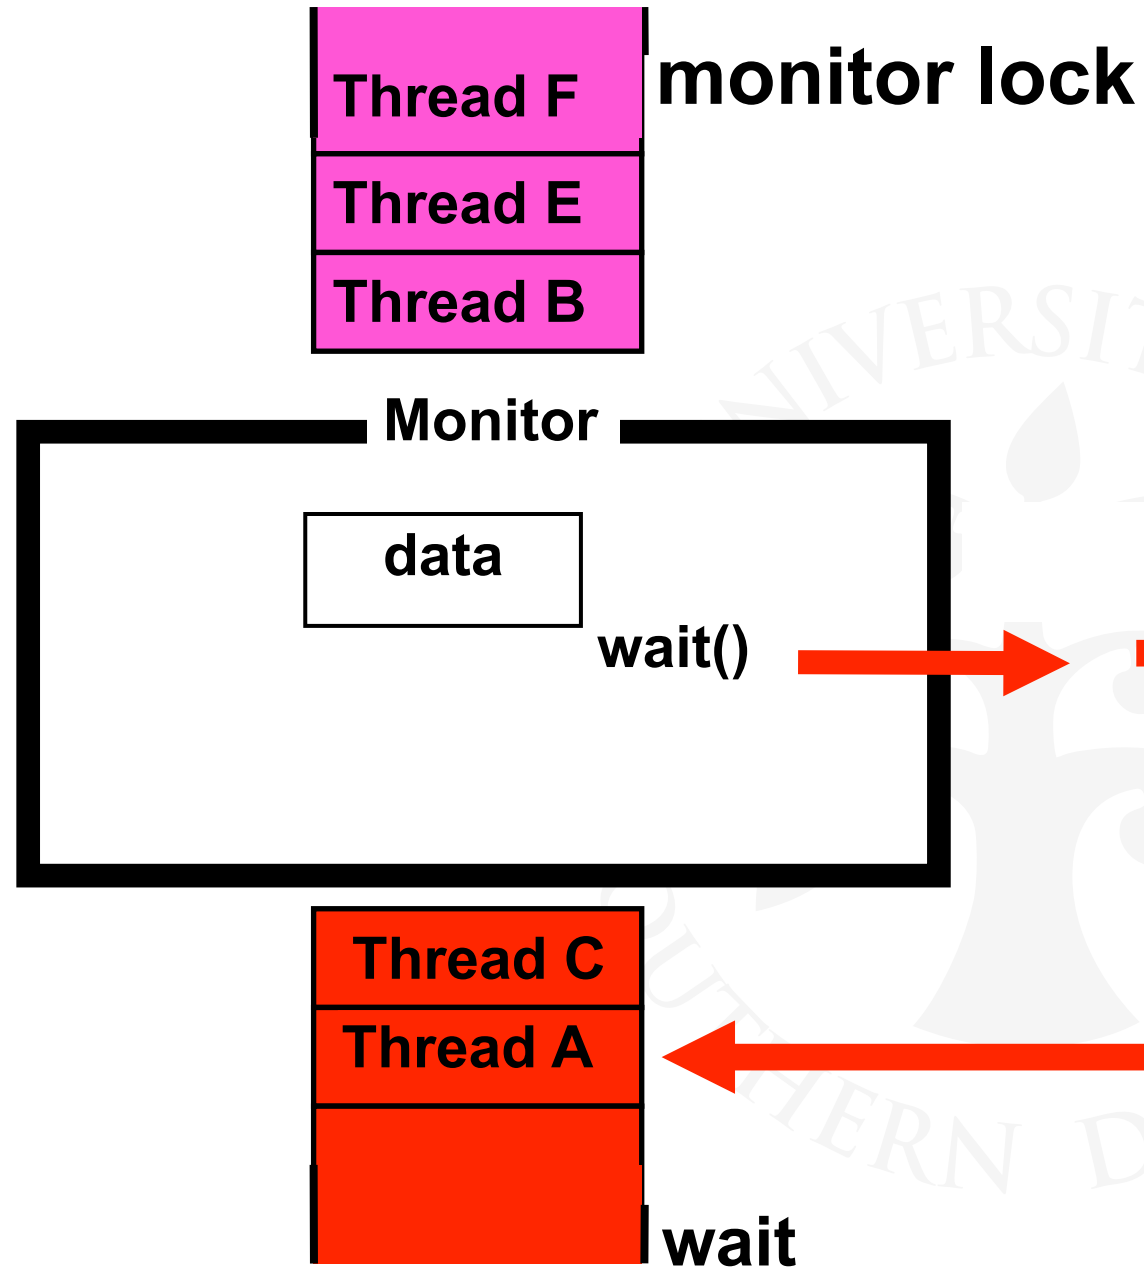 monitor lock
Thread F
Thread E
Thread B
Monitor
data
wait()
Thread C
Thread A
wait